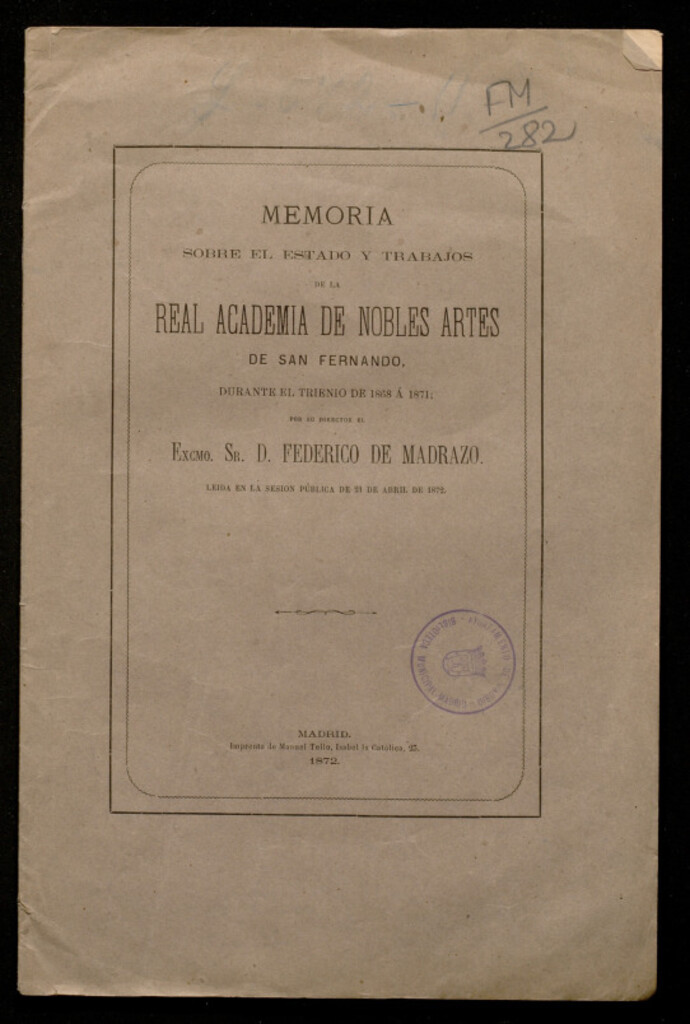 FM
282
MEMORIA
SOBRE EL ESTADO Y TRABAJOS
DE LA
REAL ACADEMIA DE NOBLES ARTES
DE SAN FERNANDO,
DURANTE EL TRIENIO DE 1868 Á 1871;
POR SU DIRECTOR EL
EXCMO. SR. D. FEDERICO DE MADRAZO.
LEIDA EN LA SESION PÚBLICA DE 21 DE ABRIL DE 1872.
MADRID.
Imprenta de Manuel Tello, Isabel la Católica, 23.
1872.